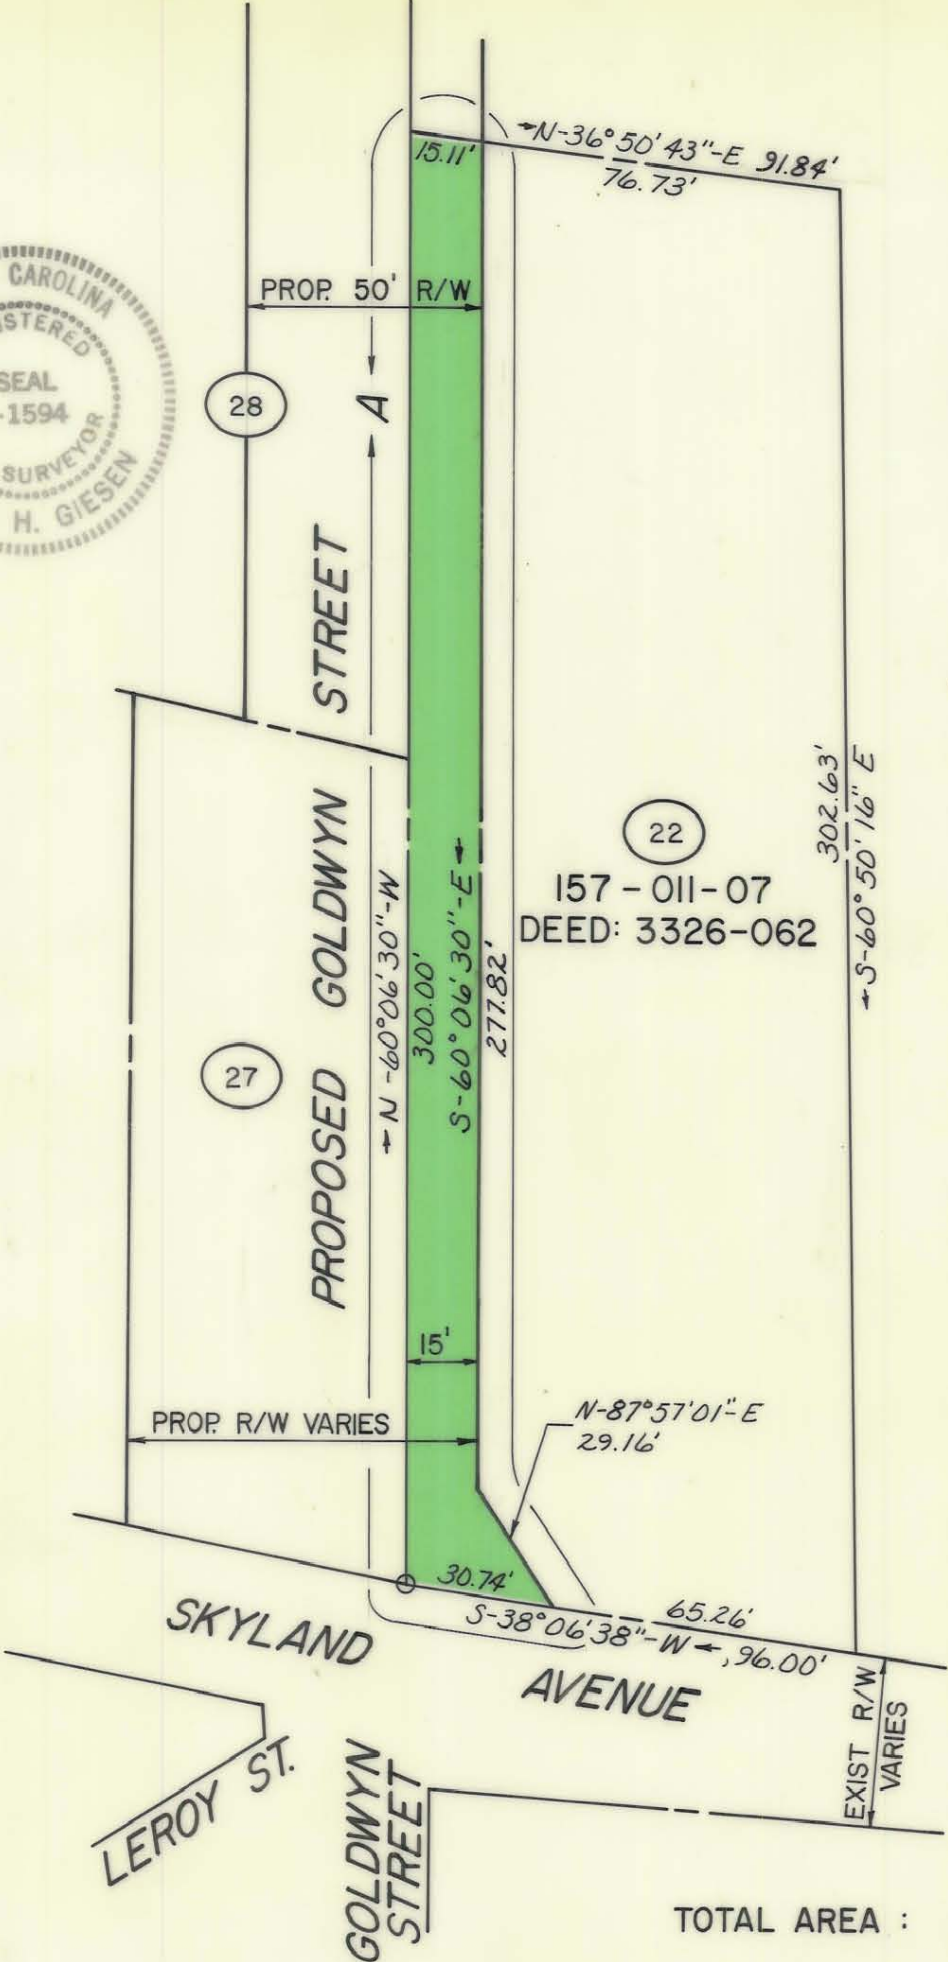 N-36°50'43"-E 91.84'
15.11'
76.73'
CAROLINA
SEAL
-1594
SURVEYOR
H. GIESEN
PROP. 50' R/W
28
A
PROPOSED GOLDWYN STREET
N-60°06'30"-W
300.00'
S-60°06'30"-E
277.82'
22
157-011-07
DEED: 3326-062
302.63'
S-60°50'16" E
27
15'
PROP. R/W VARIES
N-87°57'01"-E
29.16'
30.74'
65.26'
S-38°06'38"-W , 96.00'
SKYLAND
AVENUE
EXIST R/W
VARIES
LEROY ST.
GOLDWYN
STREET
TOTAL AREA :